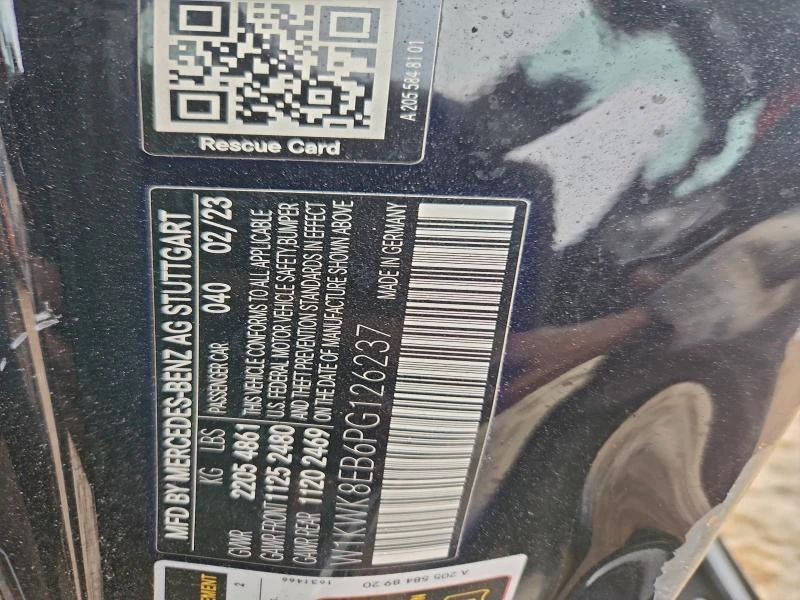 A 205 584 81 01
Rescue Card
MFD BY MERCEDES-BENZ AG STUTTGART
KG LBS PASSENGER CAR 040 02/23
GVWR 2205 4861 THIS VEHICLE CONFORMS TO ALL APPLICABLE
GAWR FRONT 1125 2480 U.S. FEDERAL MOTOR VEHICLE SAFETY, BUMPER
GAWR REAR 1120 2469 AND THEFT PREVENTION STANDARDS IN EFFECT
ON THE DATE OF MANUFACTURE SHOWN ABOVE
W1KWK8EB6PG126237 MADE IN GERMANY
A 205 584 89 20
1631466
2